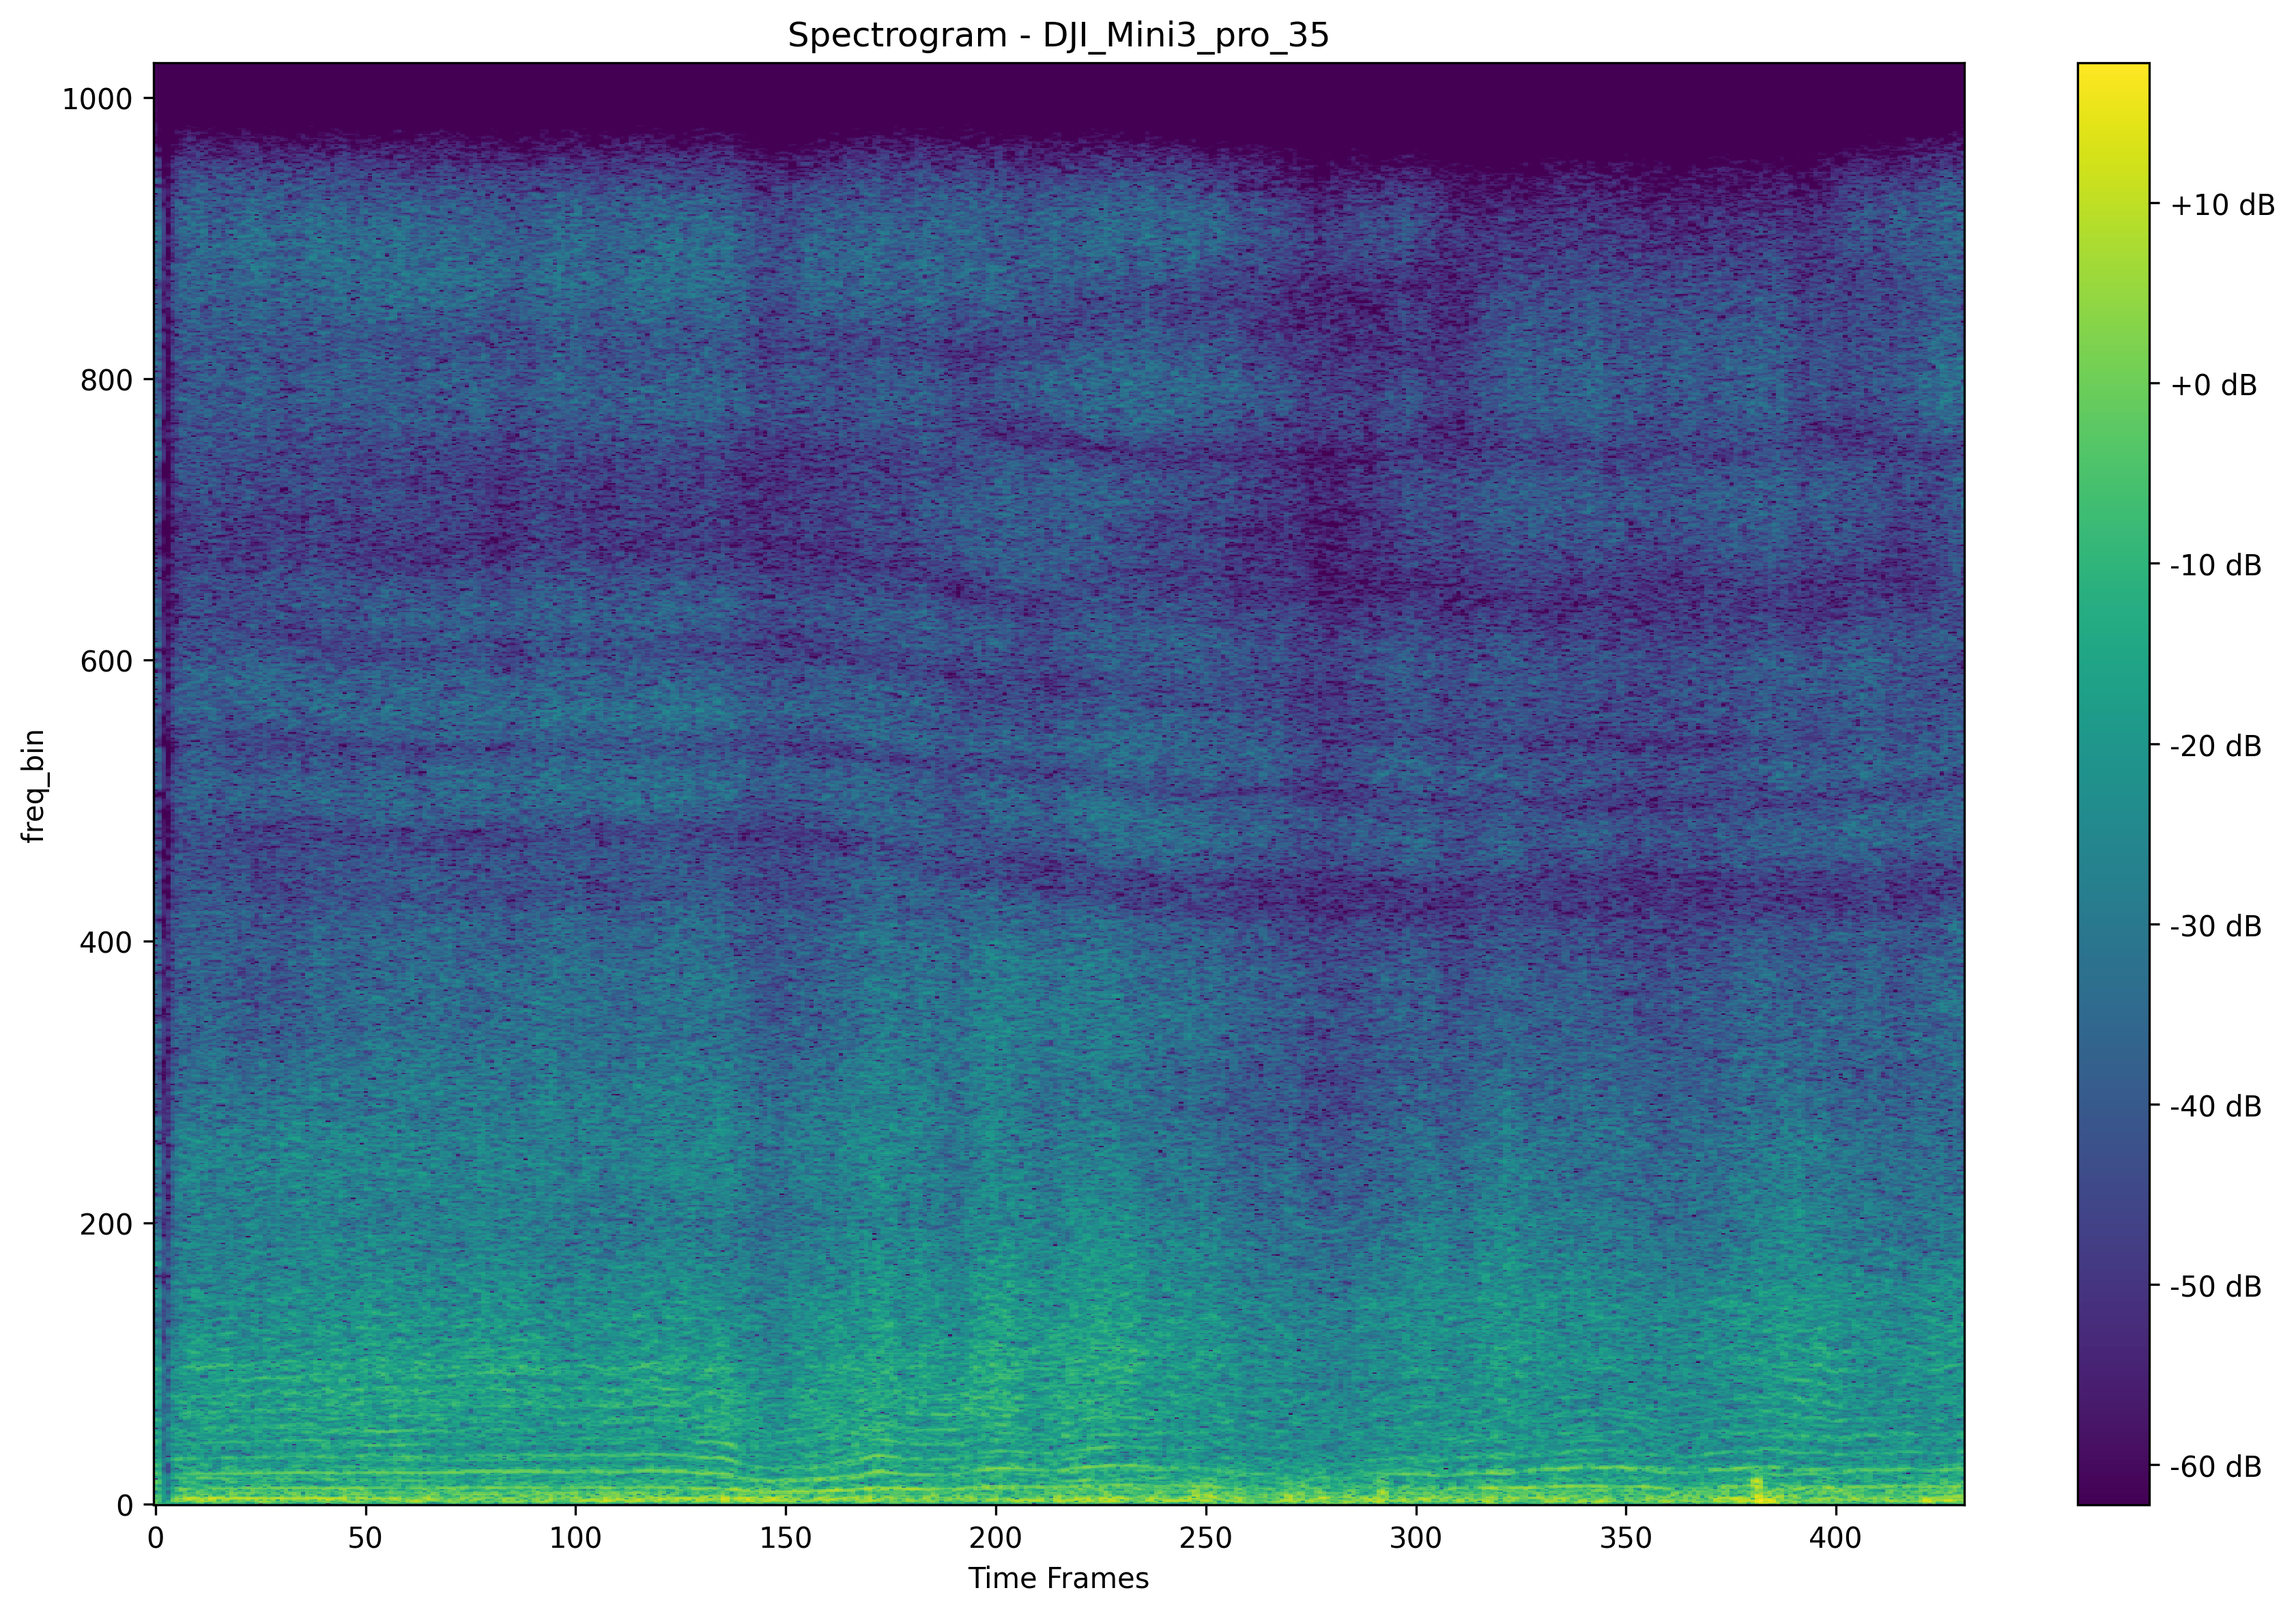 Spectrogram - DJI_Mini3_pro_35
1000
800
600
400
200
0
freq_bin
0 50 100 150 200 250 300 350 400
Time Frames
+10 dB
+0 dB
-10 dB
-20 dB
-30 dB
-40 dB
-50 dB
-60 dB